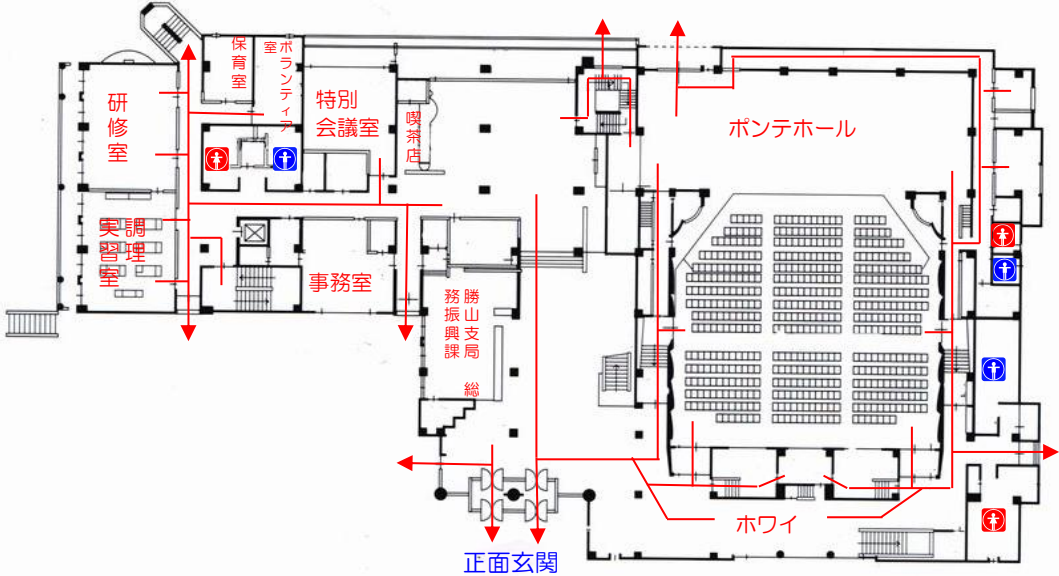 保育室
ボランティア
室
研
修
室
特別
会議室
喫茶店
ポンテホール
調理
実習室
事務室
勝山支局 総
務振興課
ホワイ
正面玄関